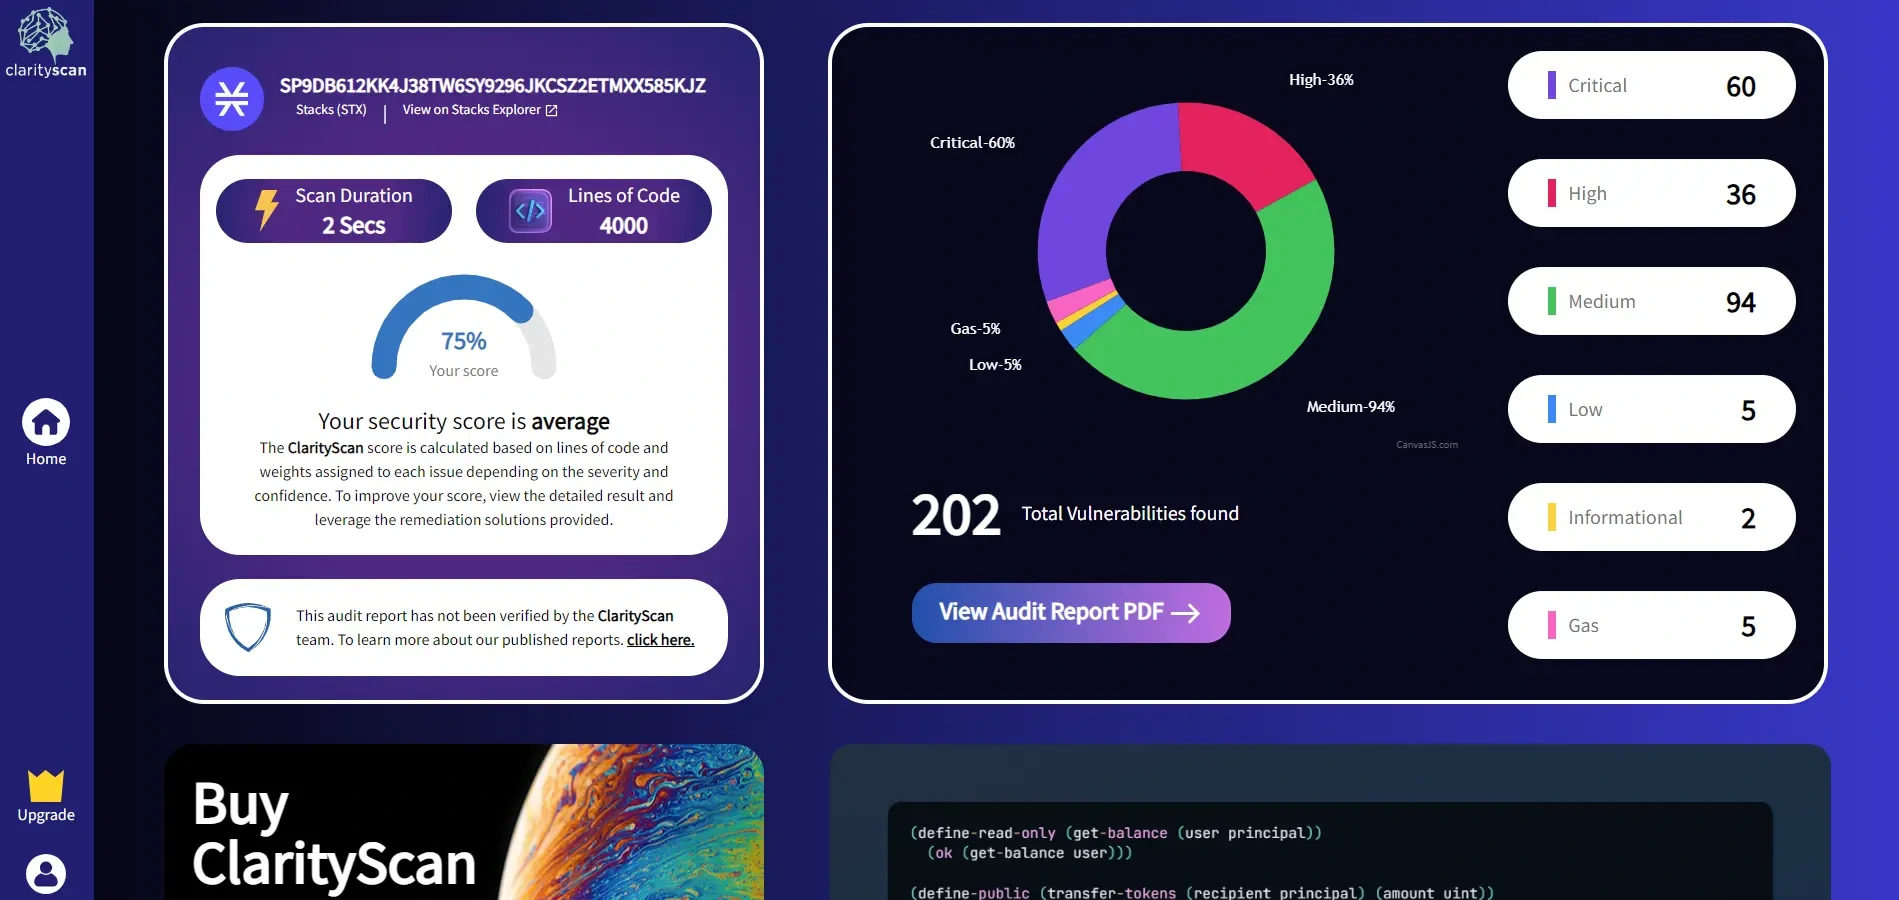 clarityscan
Home
Upgrade
SP9DB612KK4J38TW6SY9296JKCSZ2ETMXX585KJZ
Stacks (STX) | View on Stacks Explorer
Scan Duration
2 Secs
Lines of Code
4000
75%
Your score
Your security score is average
The ClarityScan score is calculated based on lines of code and
weights assigned to each issue depending on the severity and
confidence. To improve your score, view the detailed result and
leverage the remediation solutions provided.
This audit report has not been verified by the ClarityScan
team. To learn more about our published reports. click here.
High-36%
Critical-60%
Gas-5%
Low-5%
Medium-94%
CanvasJS.com
202 Total Vulnerabilities found
View Audit Report PDF
Critical 60
High 36
Medium 94
Low 5
Informational 2
Gas 5
Buy
ClarityScan
(define-read-only (get-balance (user principal))
(ok (get-balance user)))
(define-public (transfer-tokens (recipient principal) (amount uint))